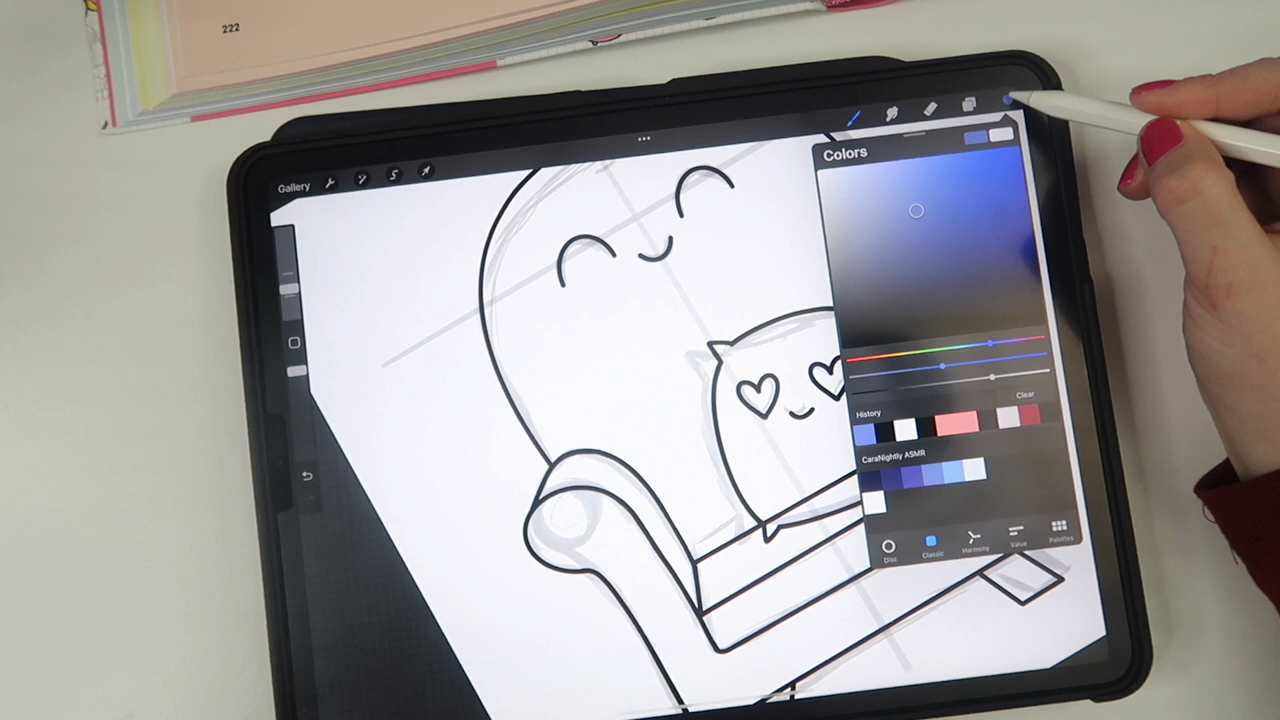 222
Gallery
Colors
Clear
History
CaraNightly ASMR
Disc
Classic
Harmony
Value
Palettes